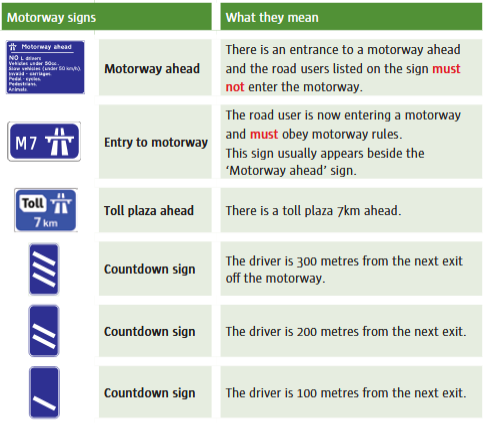 Motorway signs
What they mean
Motorway ahead
NO L drivers
Vehicles under 50cc.
Slow vehicles (under 50 km/h).
Invalid - carriages.
Pedal - cycles.
Pedestrians.
Animals.
Motorway ahead
There is an entrance to a motorway ahead
and the road users listed on the sign must
not enter the motorway.
M7
Entry to motorway
The road user is now entering a motorway
and must obey motorway rules.
This sign usually appears beside the
‘Motorway ahead’ sign.
Toll
7 km
Toll plaza ahead
There is a toll plaza 7km ahead.
Countdown sign
The driver is 300 metres from the next exit
off the motorway.
Countdown sign
The driver is 200 metres from the next exit.
Countdown sign
The driver is 100 metres from the next exit.